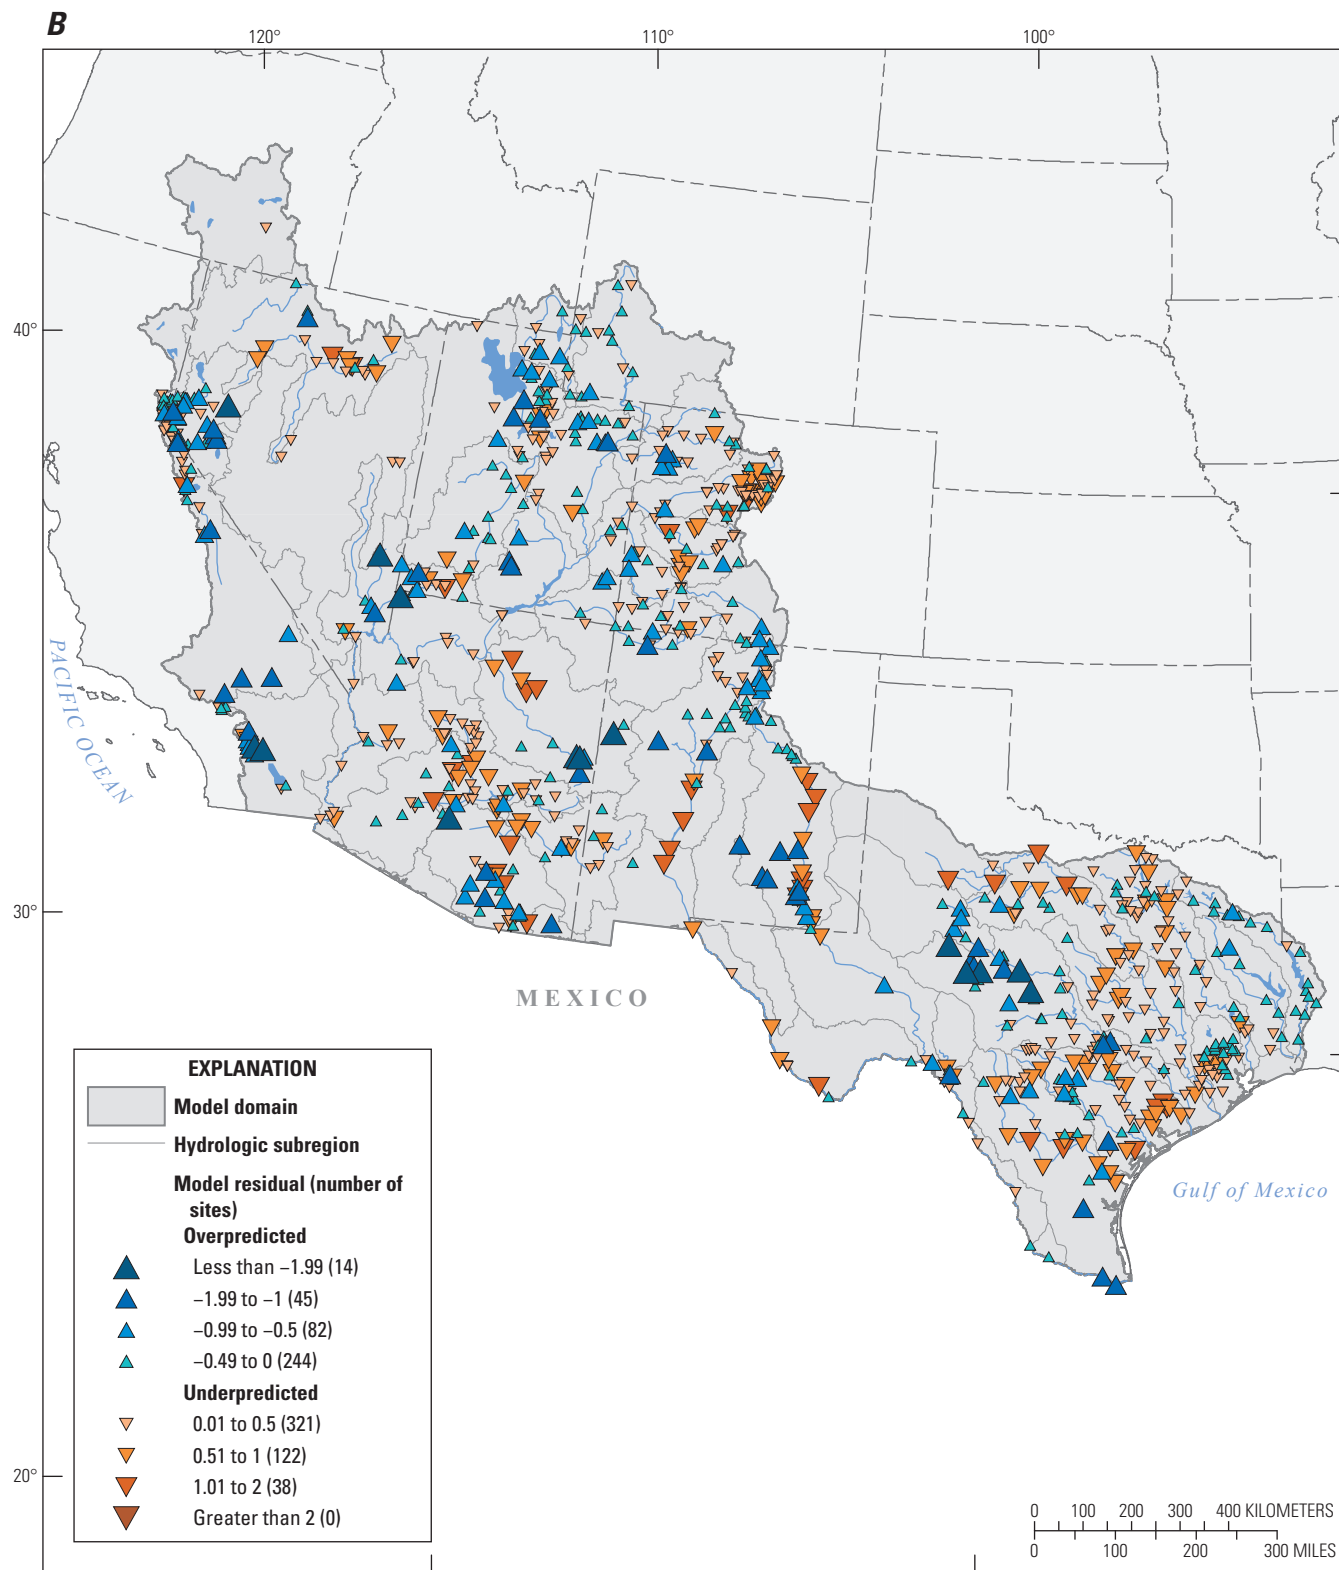 B
120°
110°
100°
40°
30°
20°
PACIFIC OCEAN
MEXICO
Gulf of Mexico
EXPLANATION
Model domain
Hydrologic subregion
Model residual (number of
sites)
Overpredicted
Less than −1.99 (14)
−1.99 to −1 (45)
−0.99 to −0.5 (82)
−0.49 to 0 (244)
Underpredicted
0.01 to 0.5 (321)
0.51 to 1 (122)
1.01 to 2 (38)
Greater than 2 (0)
0 100 200 300 400 KILOMETERS
0 100 200 300 MILES